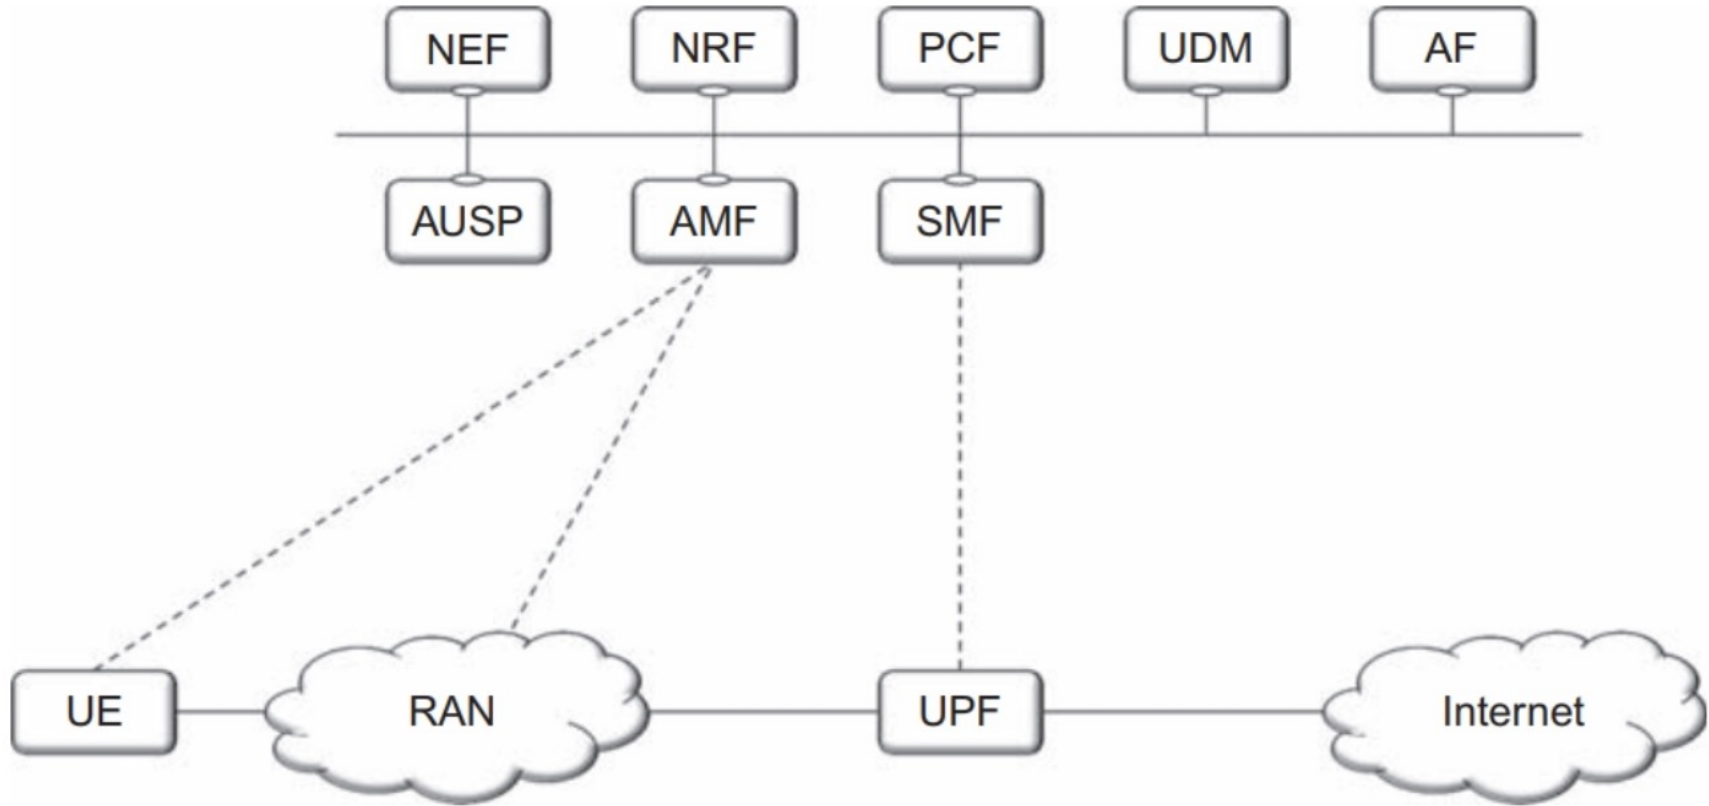 NEF
NRF
PCF
UDM
AF
AUSP
AMF
SMF
UE
RAN
UPF
Internet